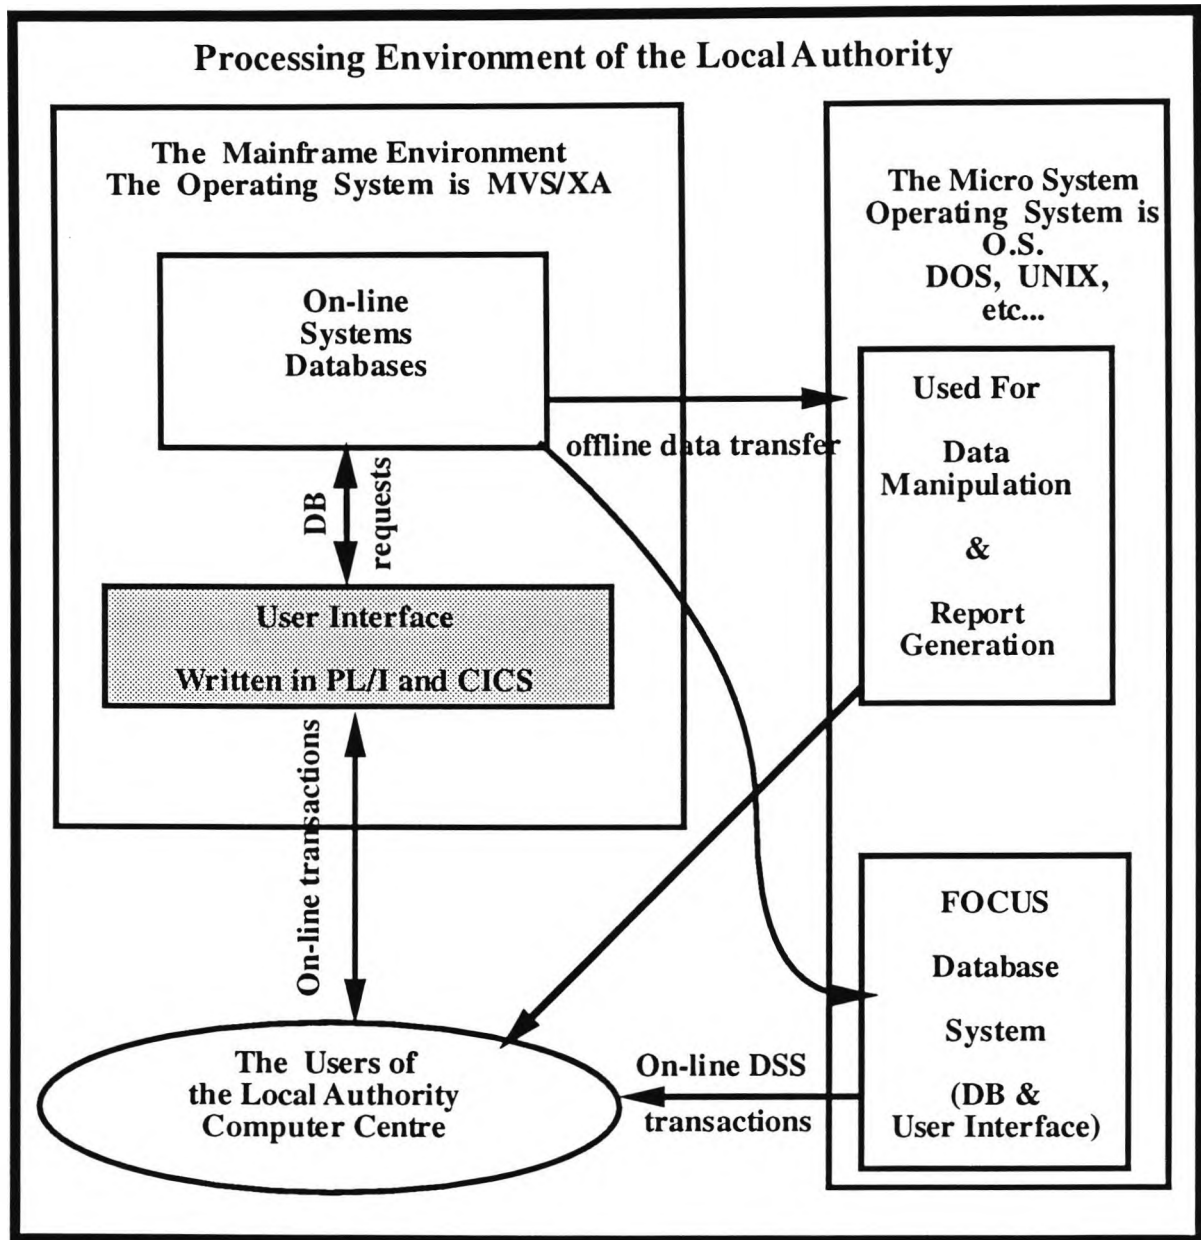 Processing Environment of the Local Authority
The Mainframe Environment
The Operating System is MVS/XA
On-line
Systems
Databases
DB
requests
User Interface
Written in PL/I and CICS
On-line transactions
The Users of
the Local Authority
Computer Centre
offline data transfer
The Micro System
Operating System is
O.S.
DOS, UNIX,
etc...
Used For
Data
Manipulation
&
Report
Generation
FOCUS
Database
System
(DB &
User Interface)
On-line DSS
transactions